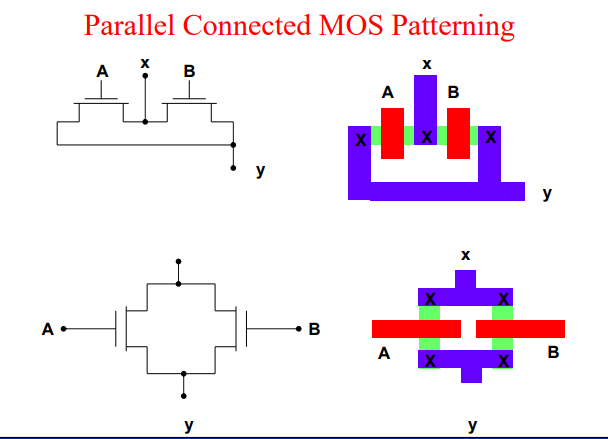 Parallel Connected MOS Patterning
A x B
y
x
A B
X X X
y
A B
y
x
X X
A B
X X
y